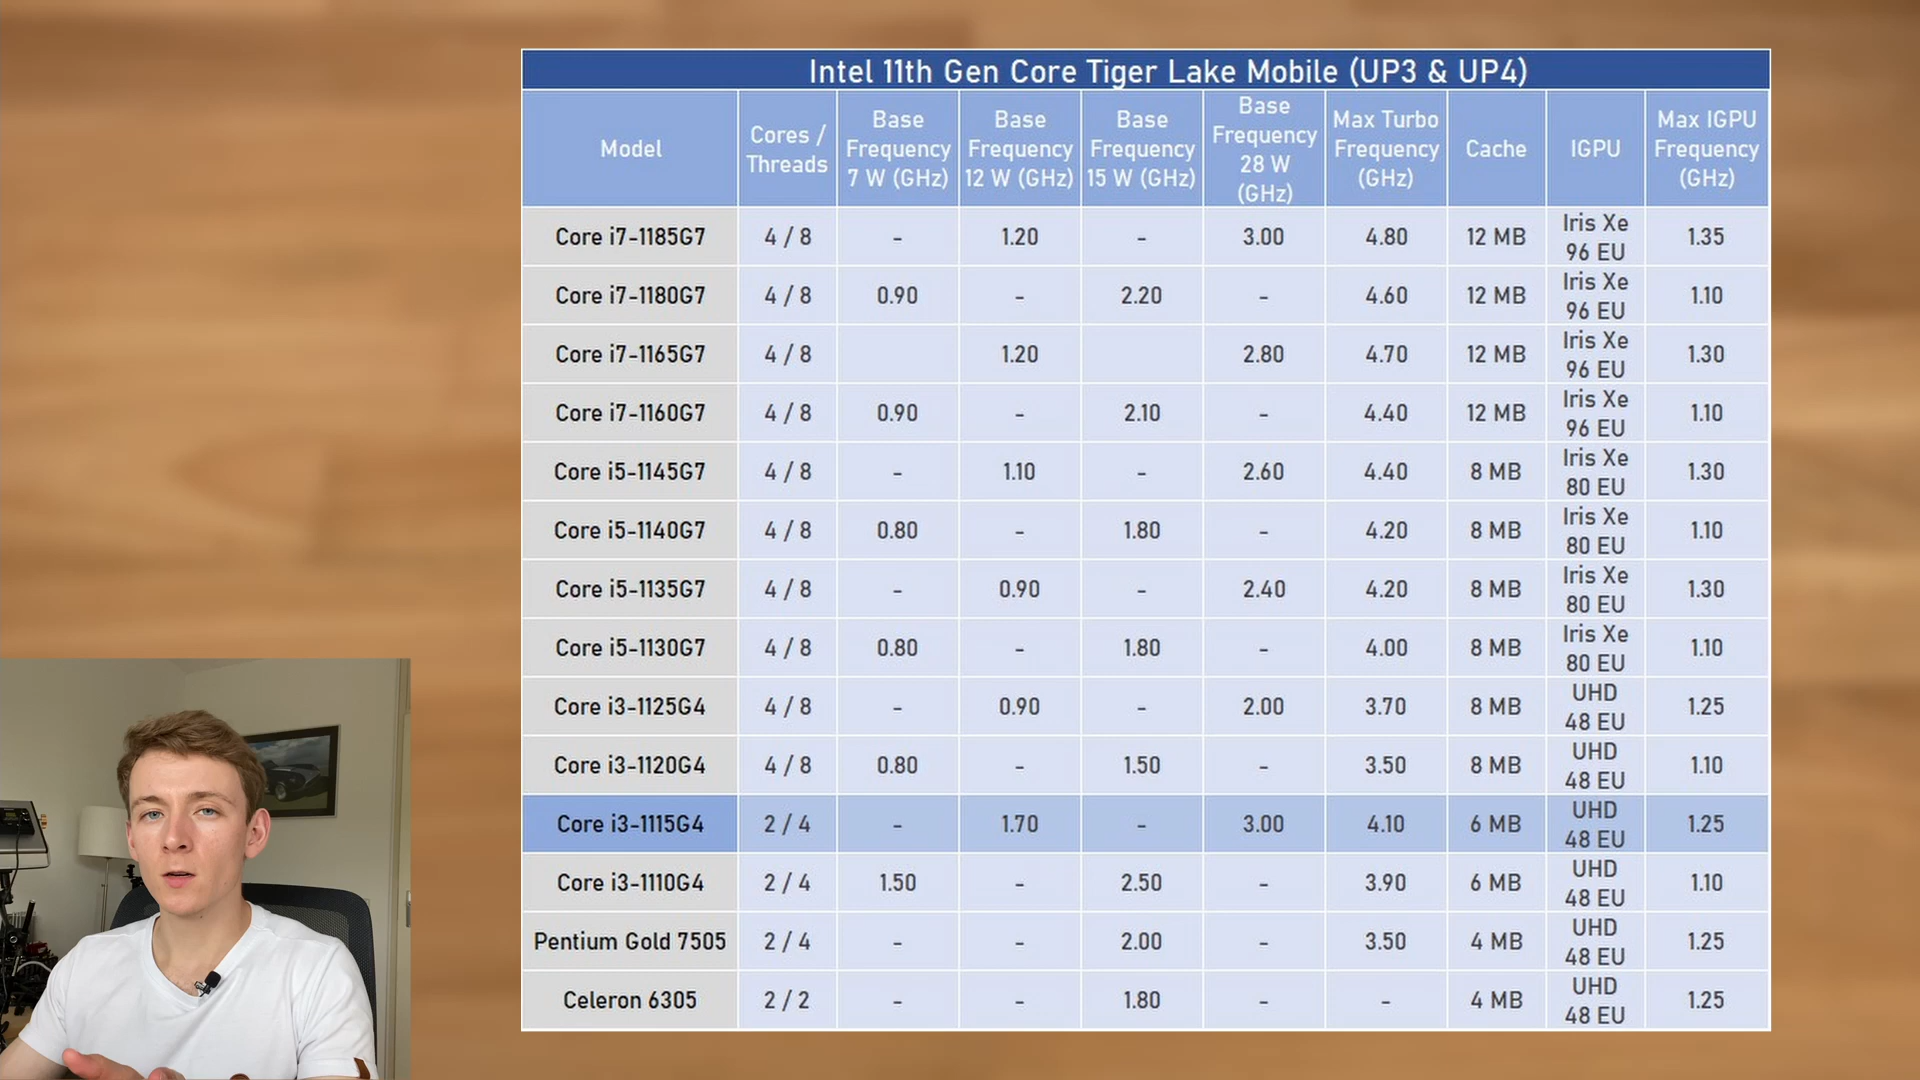 Intel 11th Gen Core Tiger Lake Mobile (UP3 & UP4)
Model Cores / Threads Base Frequency 7 W (GHz) Base Frequency 12 W (GHz) Base Frequency 15 W (GHz) Base Frequency 28 W (GHz) Max Turbo Frequency (GHz) Cache IGPU Max IGPU Frequency (GHz)
Core i7-1185G7 4 / 8 - 1.20 - 3.00 4.80 12 MB Iris Xe 96 EU 1.35
Core i7-1180G7 4 / 8 0.90 - 2.20 - 4.60 12 MB Iris Xe 96 EU 1.10
Core i7-1165G7 4 / 8 1.20 2.80 4.70 12 MB Iris Xe 96 EU 1.30
Core i7-1160G7 4 / 8 0.90 - 2.10 - 4.40 12 MB Iris Xe 96 EU 1.10
Core i5-1145G7 4 / 8 - 1.10 - 2.60 4.40 8 MB Iris Xe 80 EU 1.30
Core i5-1140G7 4 / 8 0.80 - 1.80 - 4.20 8 MB Iris Xe 80 EU 1.10
Core i5-1135G7 4 / 8 - 0.90 - 2.40 4.20 8 MB Iris Xe 80 EU 1.30
Core i5-1130G7 4 / 8 0.80 - 1.80 - 4.00 8 MB Iris Xe 80 EU 1.10
Core i3-1125G4 4 / 8 - 0.90 - 2.00 3.70 8 MB UHD 48 EU 1.25
Core i3-1120G4 4 / 8 0.80 - 1.50 - 3.50 8 MB UHD 48 EU 1.10
Core i3-1115G4 2 / 4 - 1.70 - 3.00 4.10 6 MB UHD 48 EU 1.25
Core i3-1110G4 2 / 4 1.50 - 2.50 - 3.90 6 MB UHD 48 EU 1.10
Pentium Gold 7505 2 / 4 - - 2.00 - 3.50 4 MB UHD 48 EU 1.25
Celeron 6305 2 / 2 - - 1.80 - - 4 MB UHD 48 EU 1.25